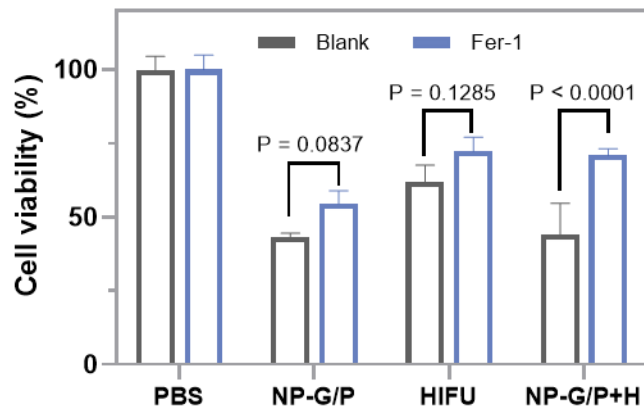 Blank Fer-1
Cell viability (%)
100
50
0
P = 0.0837
P = 0.1285
P < 0.0001
PBS NP-G/P HIFU NP-G/P+H